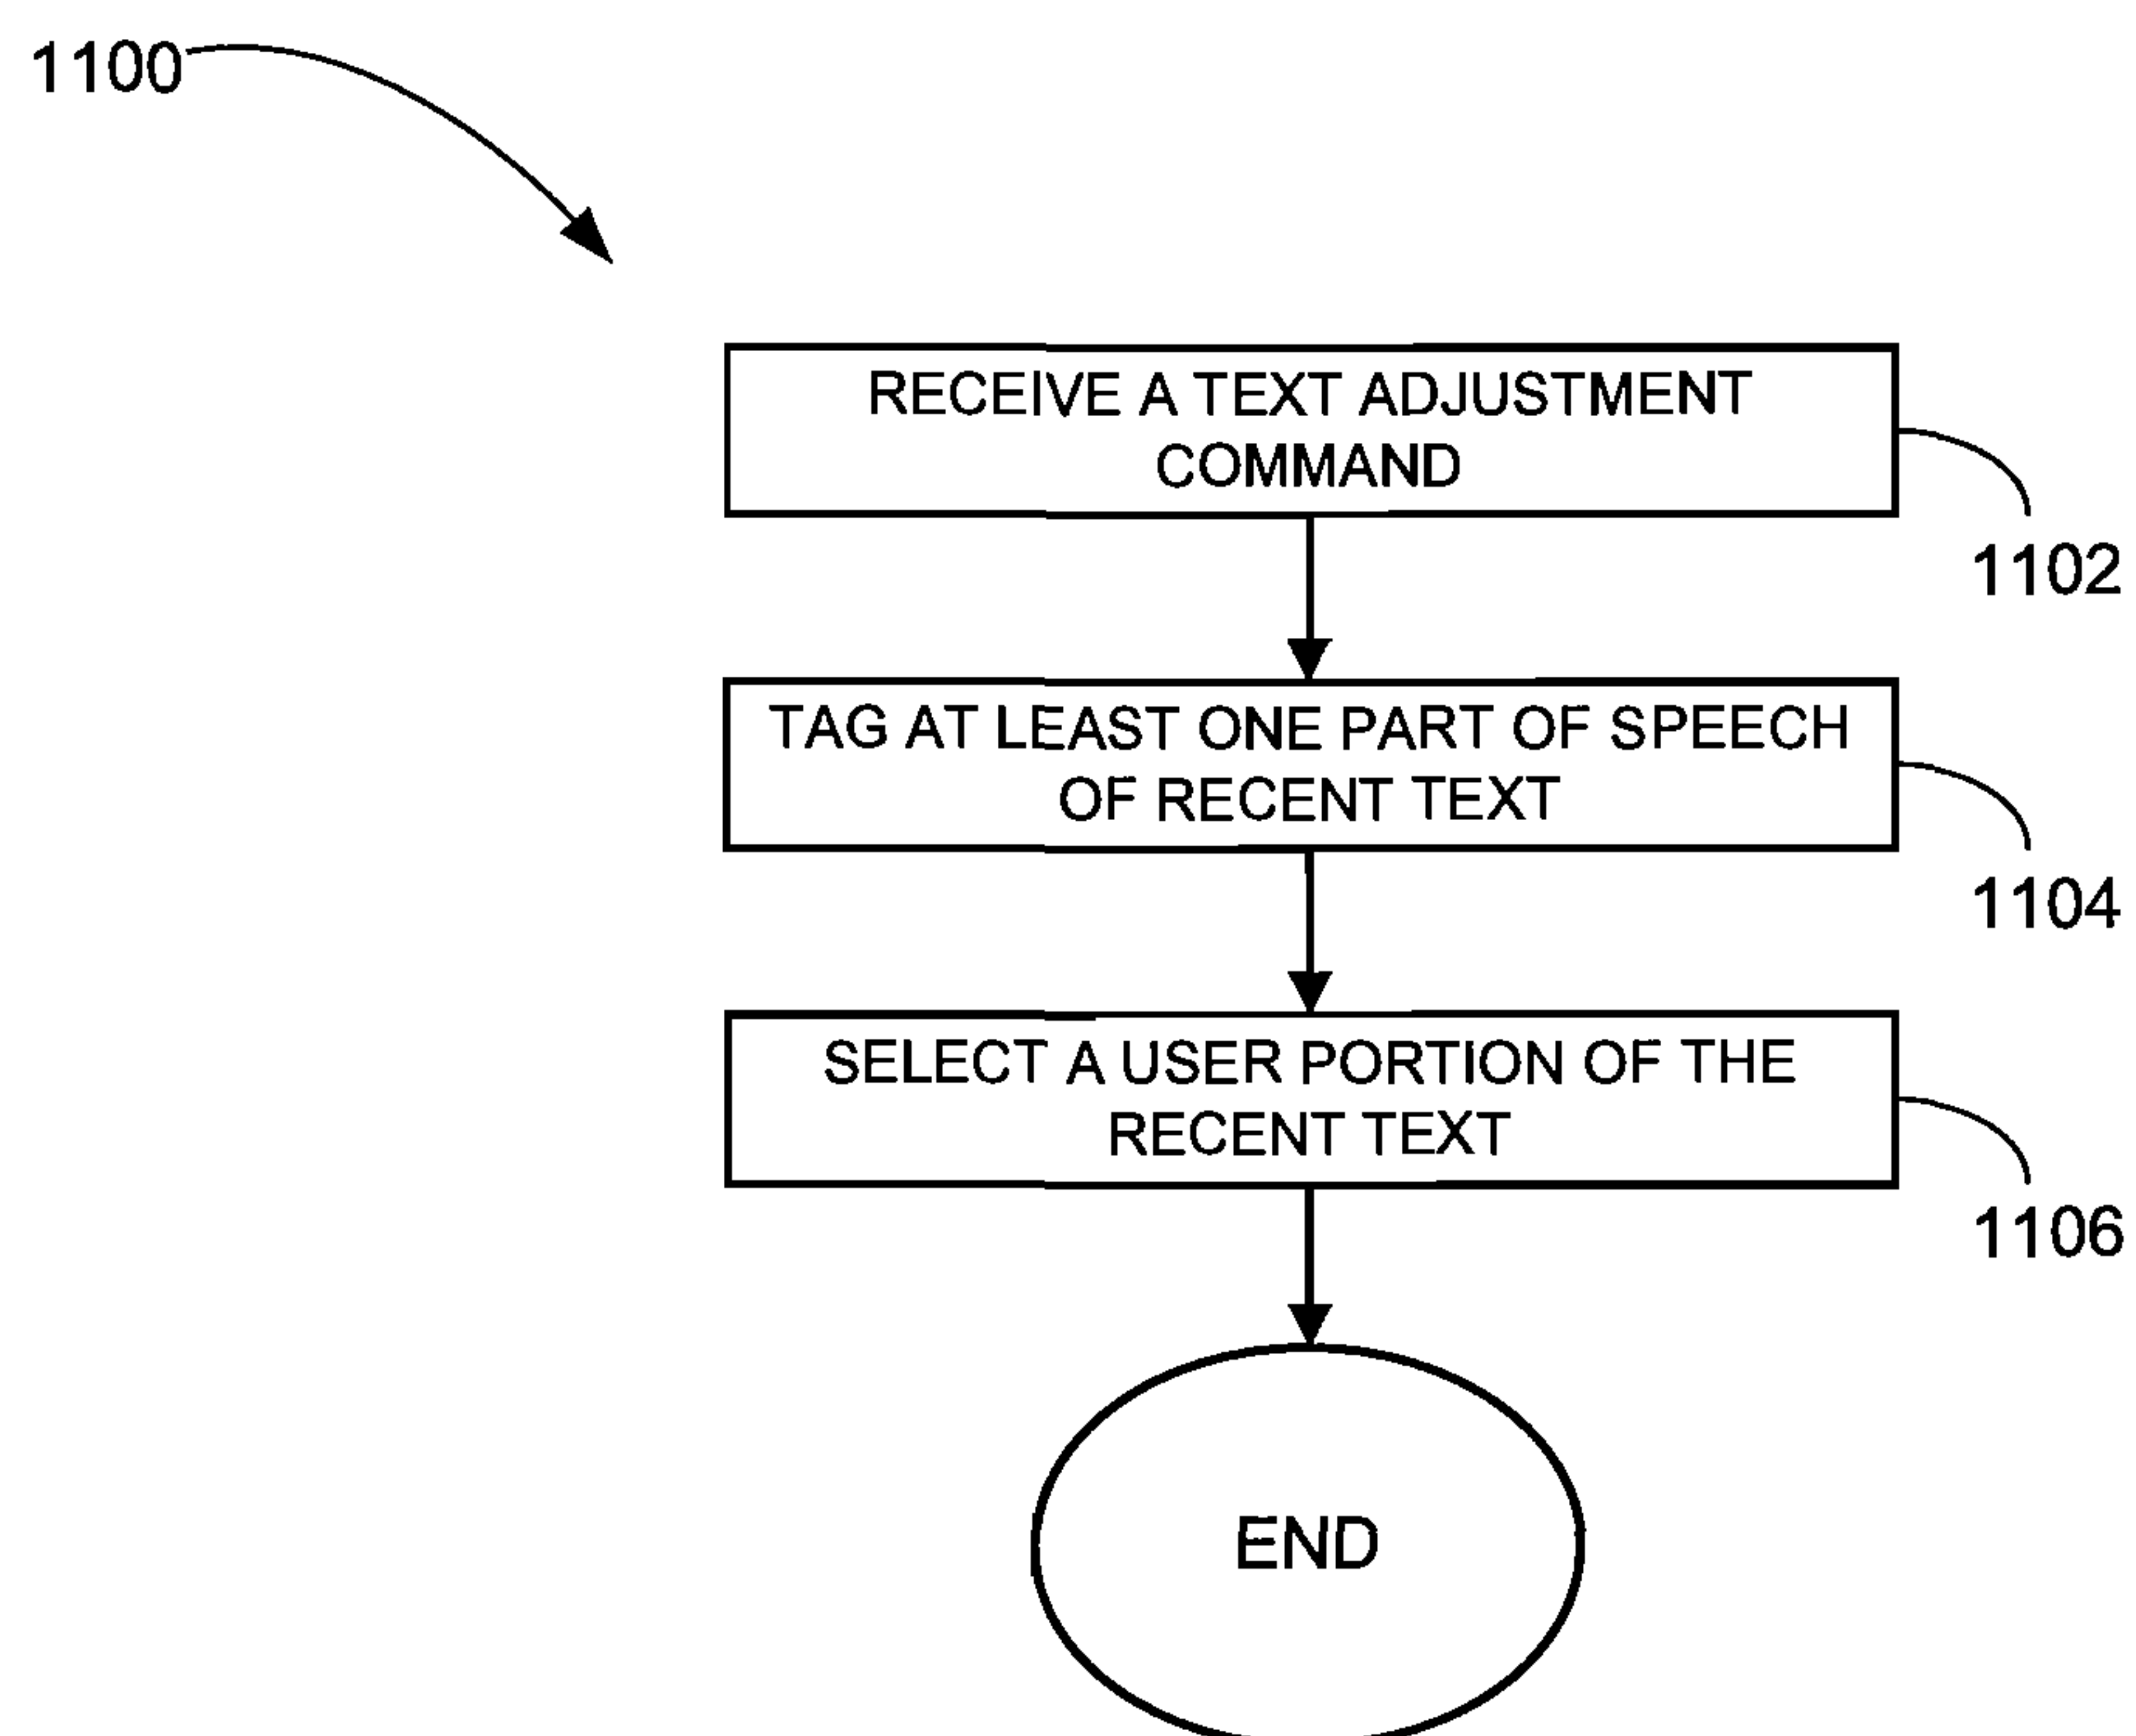 1100
RECEIVE A TEXT ADJUSTMENT
COMMAND
1102
TAG AT LEAST ONE PART OF SPEECH
OF RECENT TEXT
1104
SELECT A USER PORTION OF THE
RECENT TEXT
1106
END